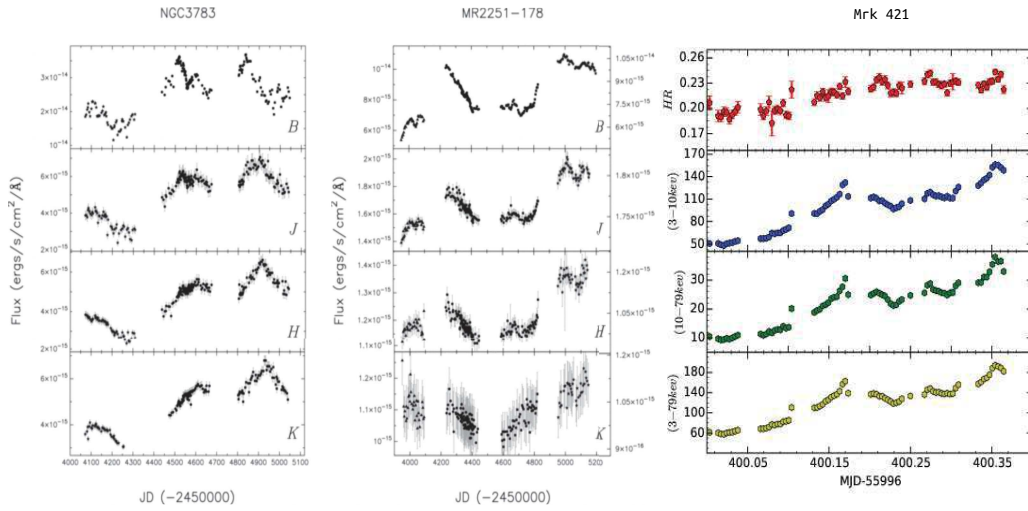 NGC3783
MR2251-178
Mrk 421
Flux (ergs/s/cm²/Å)
3×10⁻¹⁴
2×10⁻¹⁴
10⁻¹⁴
B
6×10⁻¹⁵
4×10⁻¹⁵
2×10⁻¹⁵
J
6×10⁻¹⁵
4×10⁻¹⁵
2×10⁻¹⁵
H
6×10⁻¹⁵
4×10⁻¹⁵
K
4000 4100 4200 4300 4400 4500 4600 4700 4800 4900 5000 5100
JD (-2450000)
Flux (ergs/s/cm²/Å)
10⁻¹⁴
8×10⁻¹⁵
6×10⁻¹⁵
1.05×10⁻¹⁴
9×10⁻¹⁵
7.5×10⁻¹⁵
6×10⁻¹⁵
B
2×10⁻¹⁵
1.8×10⁻¹⁵
1.6×10⁻¹⁵
1.4×10⁻¹⁵
1.8×10⁻¹⁵
1.75×10⁻¹⁵
J
1.4×10⁻¹⁵
1.3×10⁻¹⁵
1.2×10⁻¹⁵
1.1×10⁻¹⁵
1.2×10⁻¹⁵
1.05×10⁻¹⁵
H
1.2×10⁻¹⁵
1.1×10⁻¹⁵
10⁻¹⁵
1.2×10⁻¹⁵
1.05×10⁻¹⁵
9×10⁻¹⁶
K
4000 4200 4400 4600 4800 5000 520
JD (-2450000)
HR
0.26
0.23
0.20
0.17
(3−10kev)
170
140
110
80
50
(10−79kev)
30
20
10
(3−79kev)
180
140
100
60
400.05 400.15 400.25 400.35
MJD-55996